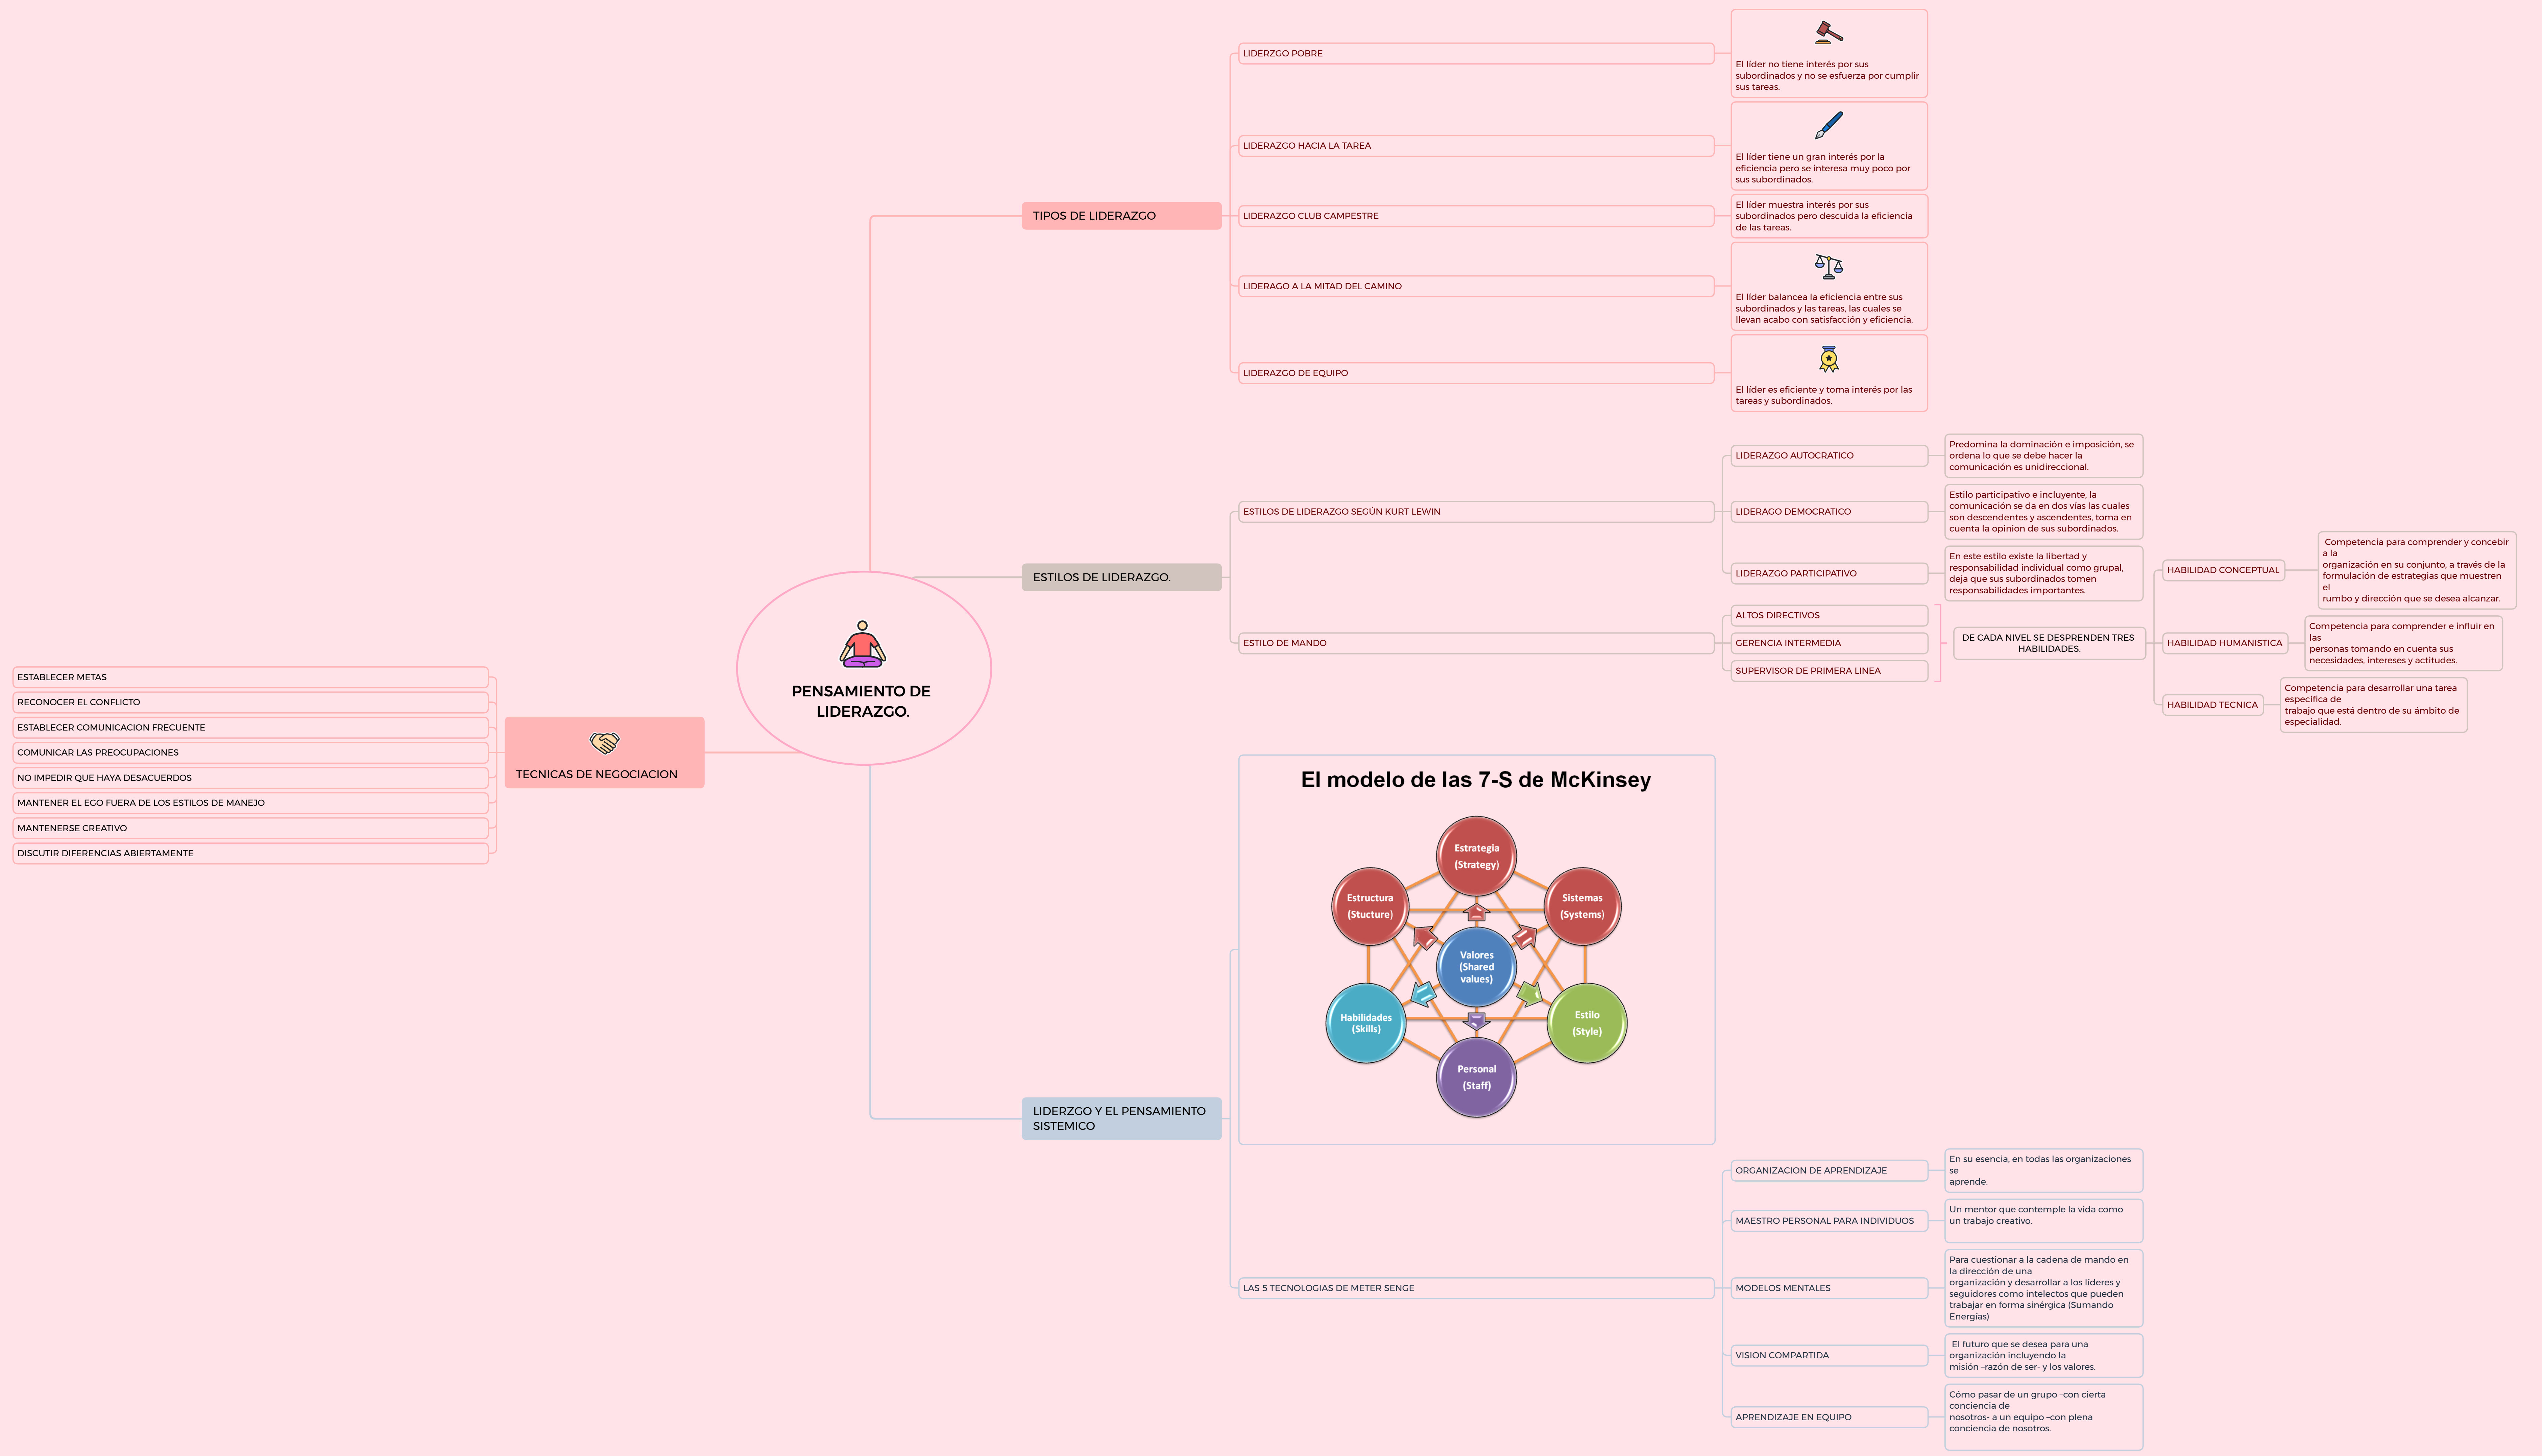 PENSAMIENTO DE
LIDERAZGO.
TIPOS DE LIDERAZGO
LIDERZGO POBRE
El líder no tiene interés por sus
subordinados y no se esfuerza por cumplir
sus tareas.
LIDERAZGO HACIA LA TAREA
El líder tiene un gran interés por la
eficiencia pero se interesa muy poco por
sus subordinados.
LIDERAZGO CLUB CAMPESTRE
El líder muestra interés por sus
subordinados pero descuida la eficiencia
de las tareas.
LIDERAGO A LA MITAD DEL CAMINO
El líder balancea la eficiencia entre sus
subordinados y las tareas, las cuales se
llevan acabo con satisfacción y eficiencia.
LIDERAZGO DE EQUIPO
El líder es eficiente y toma interés por las
tareas y subordinados.
ESTILOS DE LIDERAZGO.
ESTILOS DE LIDERAZGO SEGÚN KURT LEWIN
LIDERAZGO AUTOCRATICO
Predomina la dominación e imposición, se
ordena lo que se debe hacer la
comunicación es unidireccional.
LIDERAGO DEMOCRATICO
Estilo participativo e incluyente, la
comunicación se da en dos vías las cuales
son descendentes y ascendentes, toma en
cuenta la opinion de sus subordinados.
LIDERAZGO PARTICIPATIVO
En este estilo existe la libertad y
responsabilidad individual como grupal,
deja que sus subordinados tomen
responsabilidades importantes.
ESTILO DE MANDO
ALTOS DIRECTIVOS
GERENCIA INTERMEDIA
SUPERVISOR DE PRIMERA LINEA
DE CADA NIVEL SE DESPRENDEN TRES
HABILIDADES.
HABILIDAD CONCEPTUAL
Competencia para comprender y concebir
a la
organización en su conjunto, a través de la
formulación de estrategias que muestren
el
rumbo y dirección que se desea alcanzar.
HABILIDAD HUMANISTICA
Competencia para comprender e influir en
las
personas tomando en cuenta sus
necesidades, intereses y actitudes.
HABILIDAD TECNICA
Competencia para desarrollar una tarea
específica de
trabajo que está dentro de su ámbito de
especialidad.
TECNICAS DE NEGOCIACION
ESTABLECER METAS
RECONOCER EL CONFLICTO
ESTABLECER COMUNICACION FRECUENTE
COMUNICAR LAS PREOCUPACIONES
NO IMPEDIR QUE HAYA DESACUERDOS
MANTENER EL EGO FUERA DE LOS ESTILOS DE MANEJO
MANTENERSE CREATIVO
DISCUTIR DIFERENCIAS ABIERTAMENTE
LIDERZGO Y EL PENSAMIENTO
SISTEMICO
El modelo de las 7-S de McKinsey
Estrategia
(Strategy)
Estructura
(Stucture)
Sistemas
(Systems)
Valores
(Shared
values)
Habilidades
(Skills)
Estilo
(Style)
Personal
(Staff)
LAS 5 TECNOLOGIAS DE METER SENGE
ORGANIZACION DE APRENDIZAJE
En su esencia, en todas las organizaciones
se
aprende.
MAESTRO PERSONAL PARA INDIVIDUOS
Un mentor que contemple la vida como
un trabajo creativo.
MODELOS MENTALES
Para cuestionar a la cadena de mando en
la dirección de una
organización y desarrollar a los líderes y
seguidores como intelectos que pueden
trabajar en forma sinérgica (Sumando
Energías)
VISION COMPARTIDA
El futuro que se desea para una
organización incluyendo la
misión –razón de ser- y los valores.
APRENDIZAJE EN EQUIPO
Cómo pasar de un grupo –con cierta
conciencia de
nosotros- a un equipo –con plena
conciencia de nosotros.